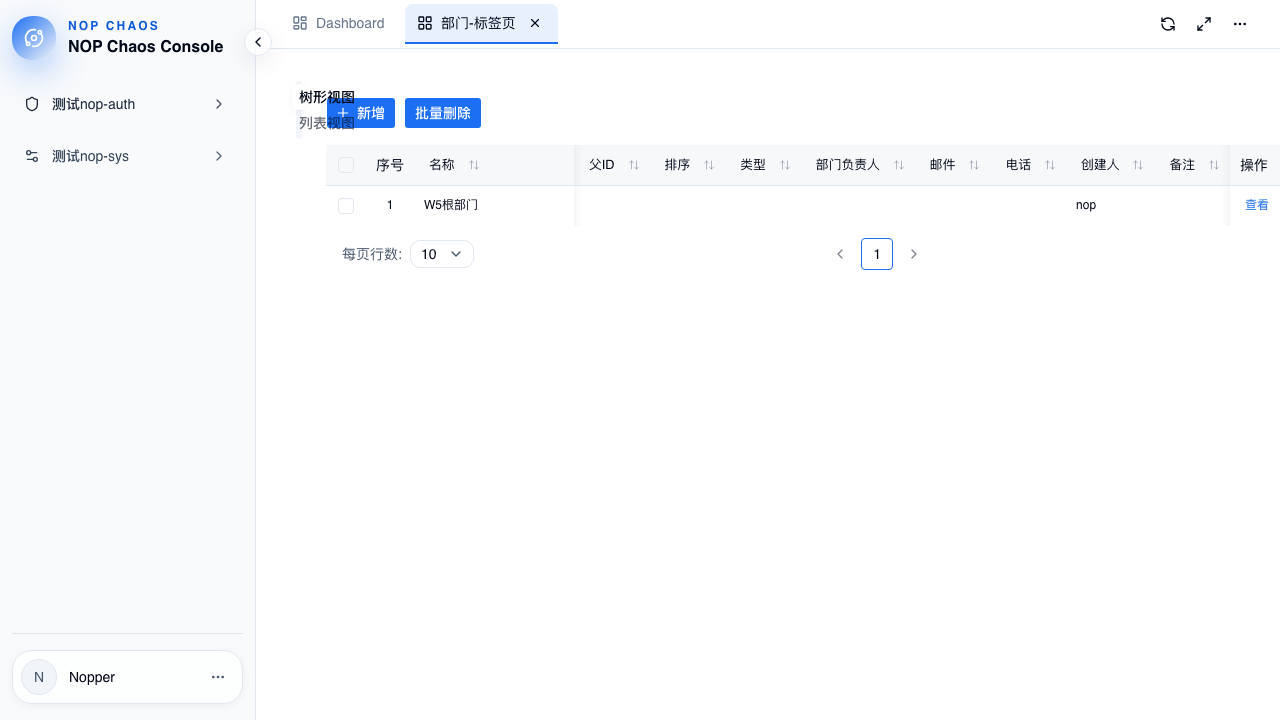 NOP CHAOS
NOP Chaos Console
测试nop-auth
测试nop-sys
N
Nopper
Dashboard
部门-标签页
树形视图
列表视图
新增
批量删除
序号 名称 父ID 排序 类型 部门负责人 邮件 电话 创建人 备注 操作
1 W5根部门 nop 查看
每页行数: 10
1